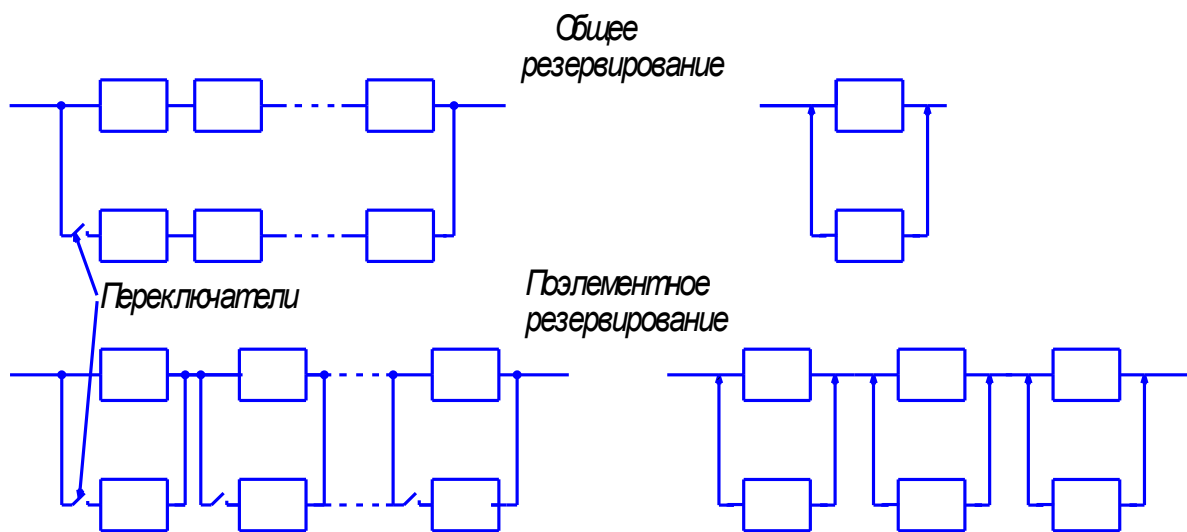 Общее
резервирование
Переключатели
Поэлементное
резервирование